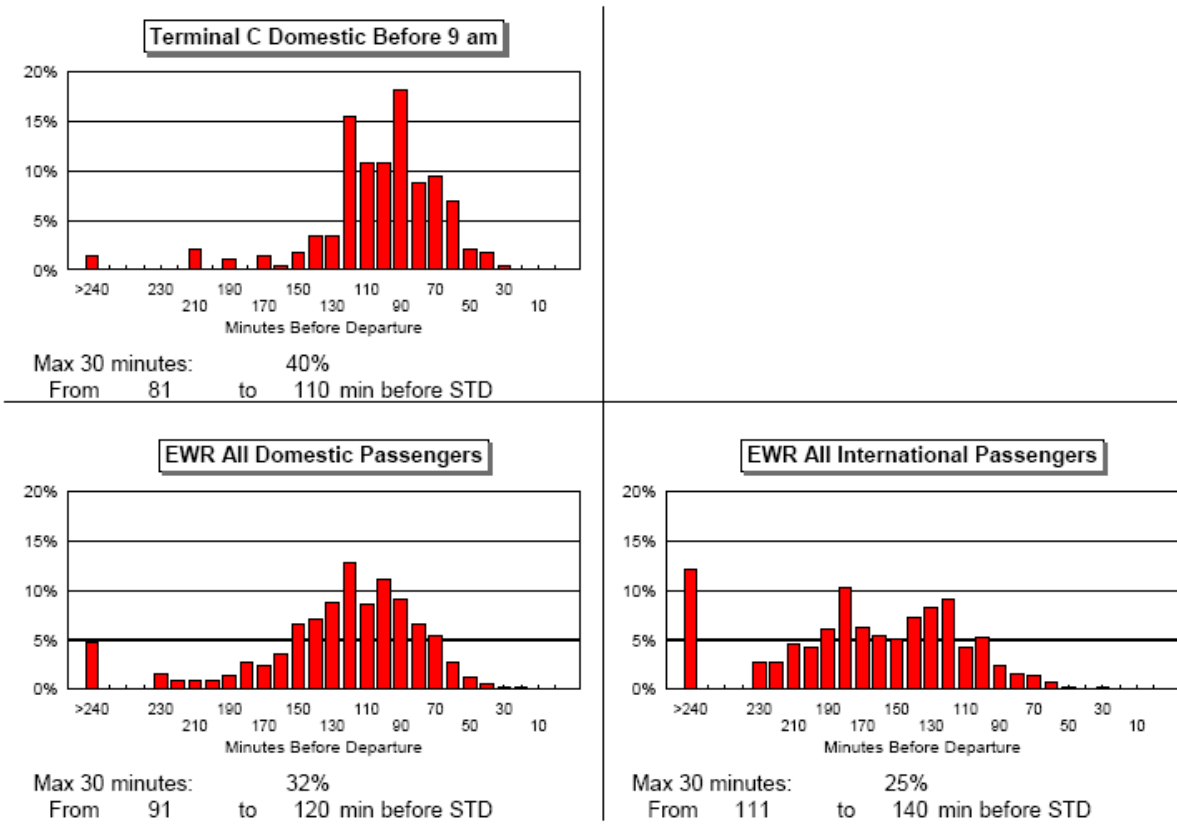 Terminal C Domestic Before 9 am
20%
15%
10%
5%
0%
>240 230 190 150 110 70 30
210 170 130 90 50 10
Minutes Before Departure
Max 30 minutes: 40%
From 81 to 110 min before STD
EWR All Domestic Passengers
20%
15%
10%
5%
0%
>240 230 190 150 110 70 30
210 170 130 90 50 10
Minutes Before Departure
Max 30 minutes: 32%
From 91 to 120 min before STD
EWR All International Passengers
20%
15%
10%
5%
0%
>240 230 190 150 110 70 30
210 170 130 90 50 10
Minutes Before Departure
Max 30 minutes: 25%
From 111 to 140 min before STD